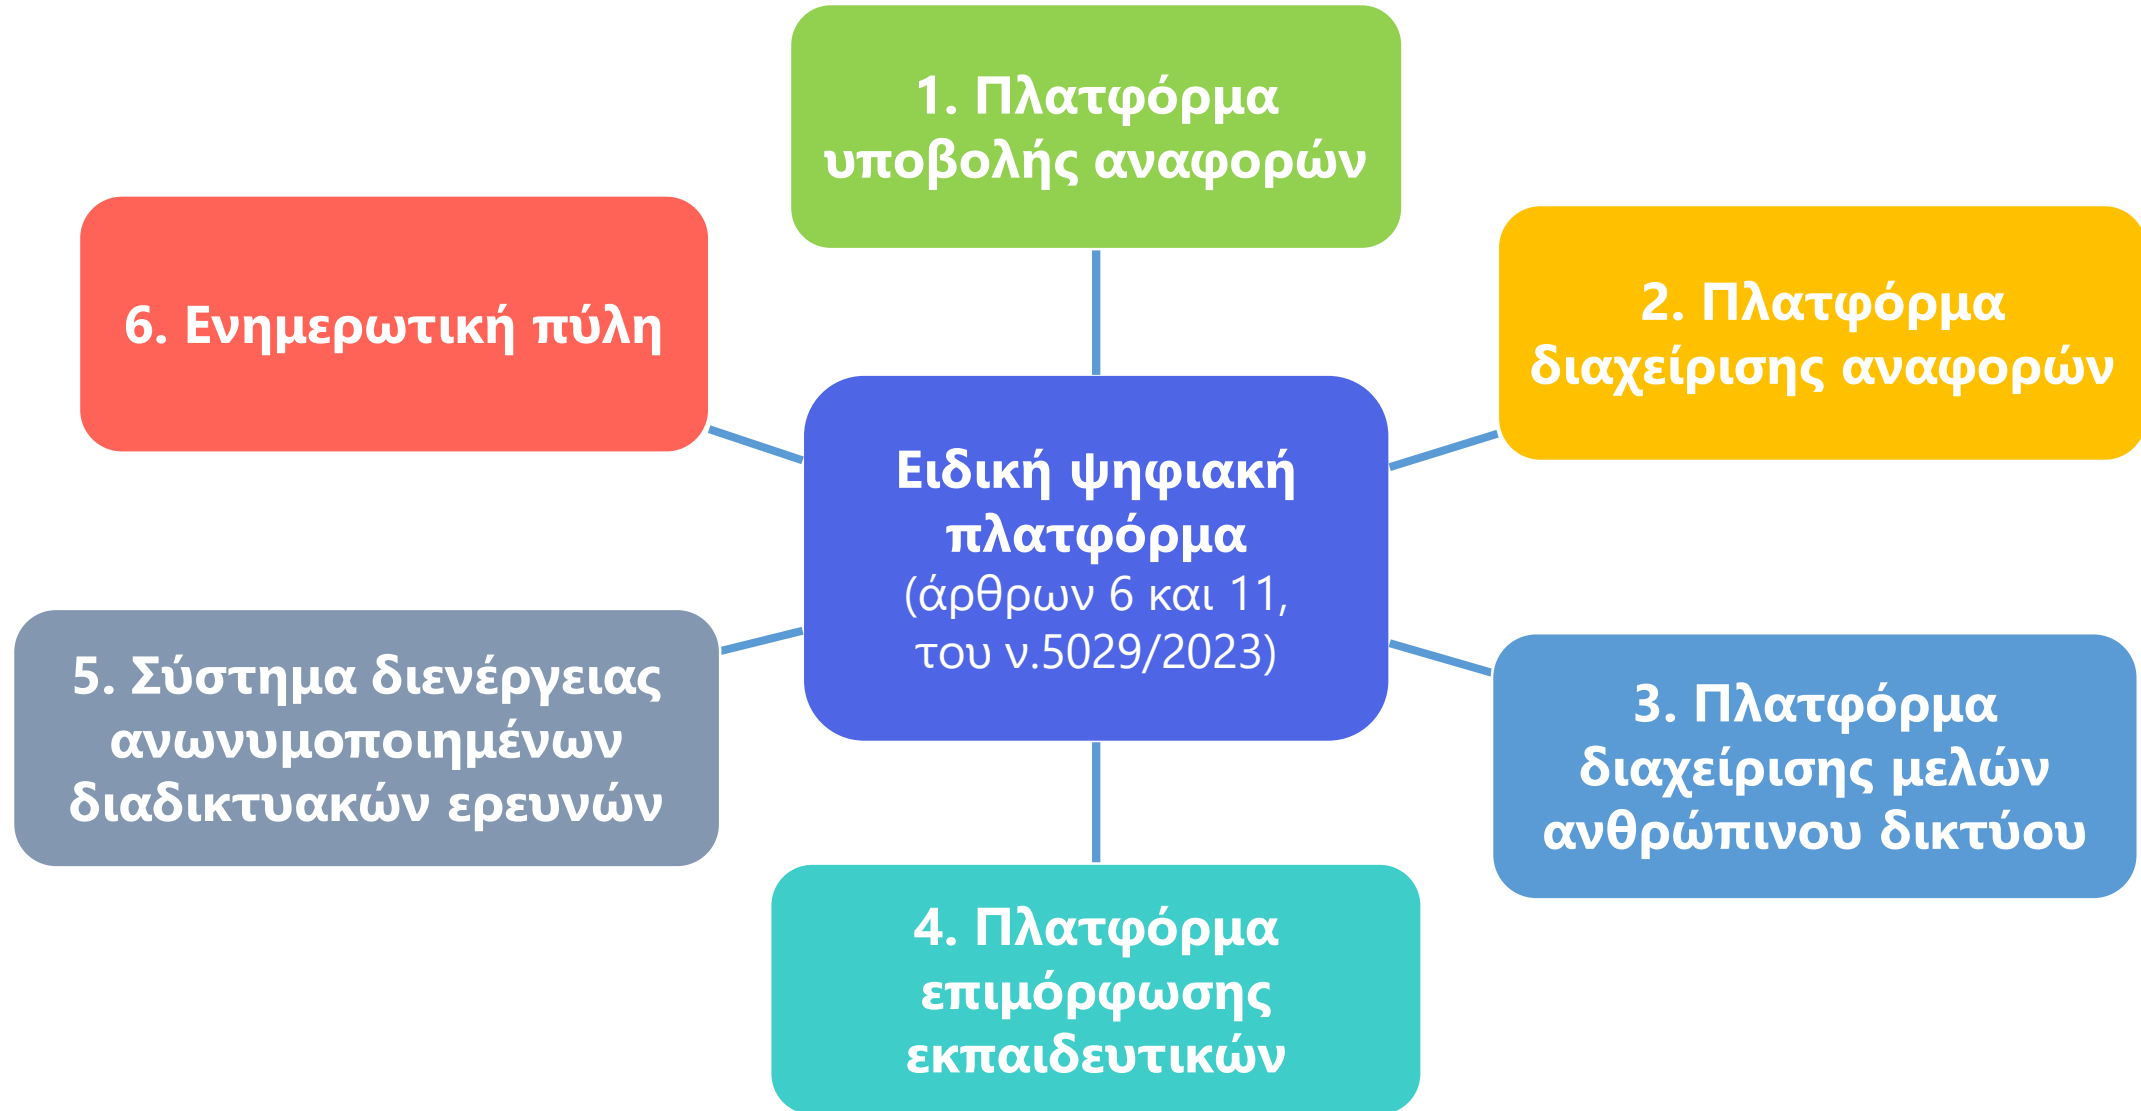 1. Πλατφόρμα
υποβολής αναφορών
2. Πλατφόρμα
διαχείρισης αναφορών
3. Πλατφόρμα
διαχείρισης μελών
ανθρώπινου δικτύου
4. Πλατφόρμα
επιμόρφωσης
εκπαιδευτικών
5. Σύστημα διενέργειας
ανωνυμοποιημένων
διαδικτυακών ερευνών
6. Ενημερωτική πύλη
Ειδική ψηφιακή
πλατφόρμα
(άρθρων 6 και 11,
του ν.5029/2023)